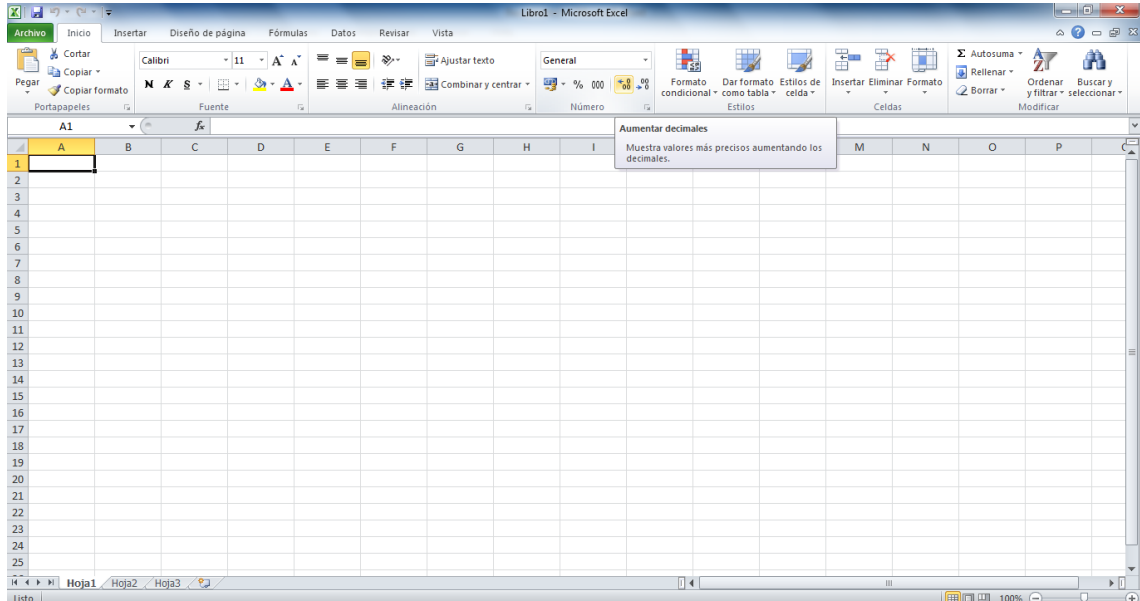 Libro1 - Microsoft Excel
Archivo Inicio Insertar Diseño de página Fórmulas Datos Revisar Vista
Pegar
Cortar
Copiar
Copiar formato
Portapapeles
Calibri 11
N K S
Fuente
Ajustar texto
Combinar y centrar
Alineación
General
% 000
Número
Formato condicional
Dar formato como tabla
Estilos de celda
Estilos
Insertar Eliminar Formato
Celdas
Σ Autosuma
Rellenar
Borrar
Ordenar y filtrar
Buscar y seleccionar
Modificar
A1 fx
Aumentar decimales
Muestra valores más precisos aumentando los
decimales.
A B C D E F G H I M N O P
1
2
3
4
5
6
7
8
9
10
11
12
13
14
15
16
17
18
19
20
21
22
23
24
25
Hoja1 Hoja2 Hoja3
Listo 100%